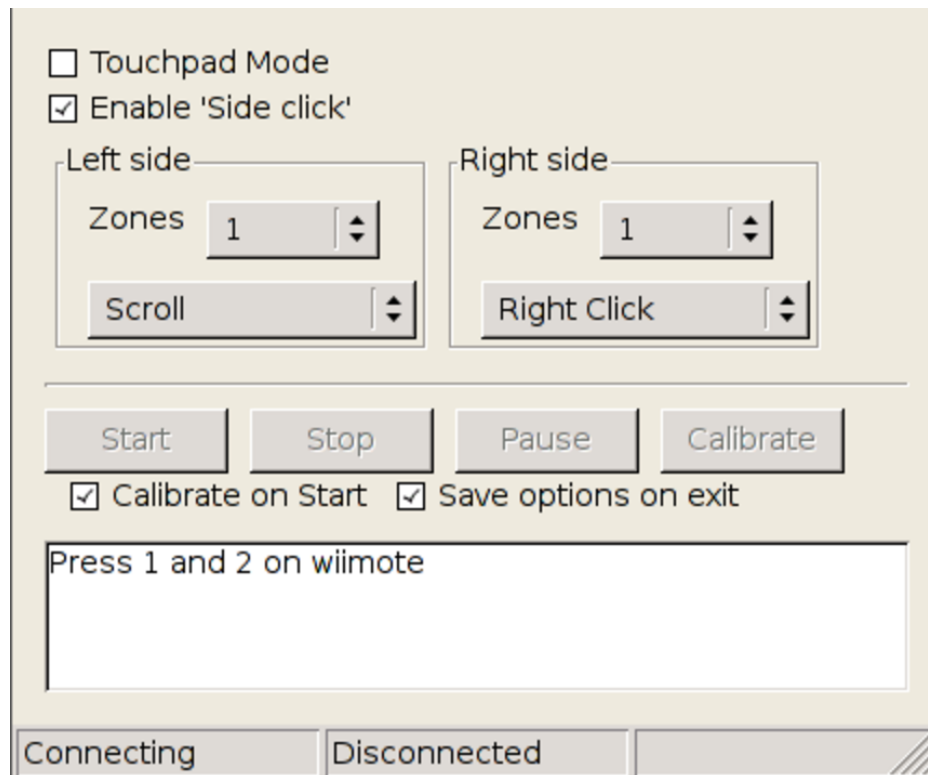 Touchpad Mode
Enable 'Side click'
Left side Right side
Zones 1 Zones 1
Scroll Right Click
Start Stop Pause Calibrate
Calibrate on Start Save options on exit
Press 1 and 2 on wiimote
Connecting Disconnected